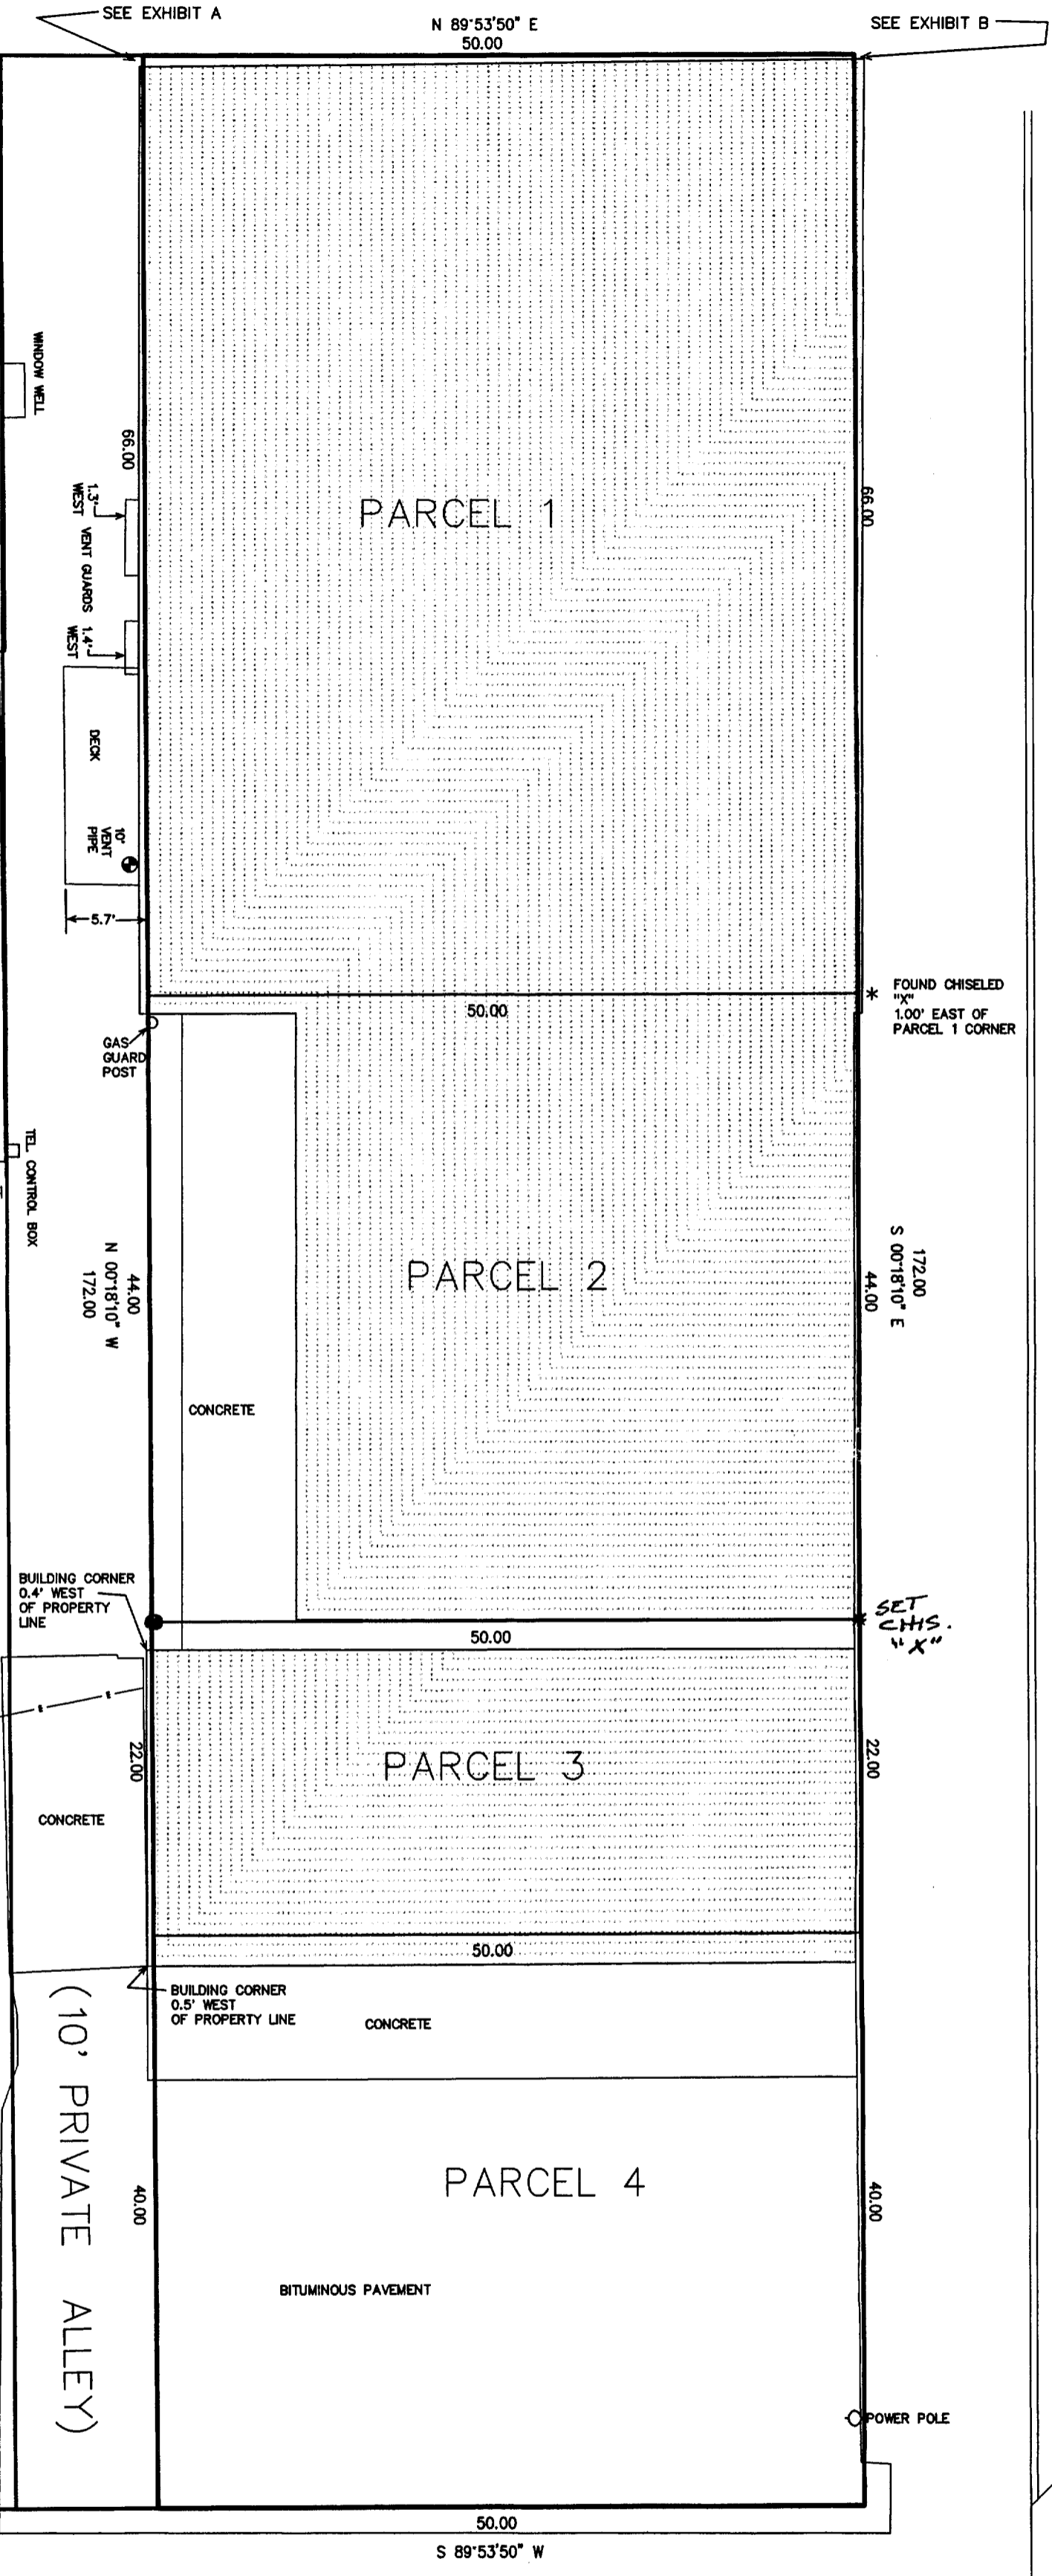 SEE EXHIBIT A
N 89°53'50" E
50.00
SEE EXHIBIT B
WINDOW WELL
66.00
1.3'
WEST
VENT GUARDS
1.4'
WEST
PARCEL 1
66.00
DECK
10'
VENT
PIPE
5.7'
50.00
FOUND CHISELED
"X"
1.00' EAST OF
PARCEL 1 CORNER
GAS
GUARD
POST
TEL CONTROL BOX
44.00
N 00°18'10" W
172.00
PARCEL 2
172.00
S 00°18'10" E
44.00
CONCRETE
BUILDING CORNER
0.4' WEST
OF PROPERTY
LINE
50.00
SET
CHIS.
"X"
22.00
PARCEL 3
22.00
CONCRETE
50.00
BUILDING CORNER
0.5' WEST
OF PROPERTY LINE
CONCRETE
(10' PRIVATE ALLEY)
40.00
PARCEL 4
40.00
BITUMINOUS PAVEMENT
POWER POLE
50.00
S 89°53'50" W